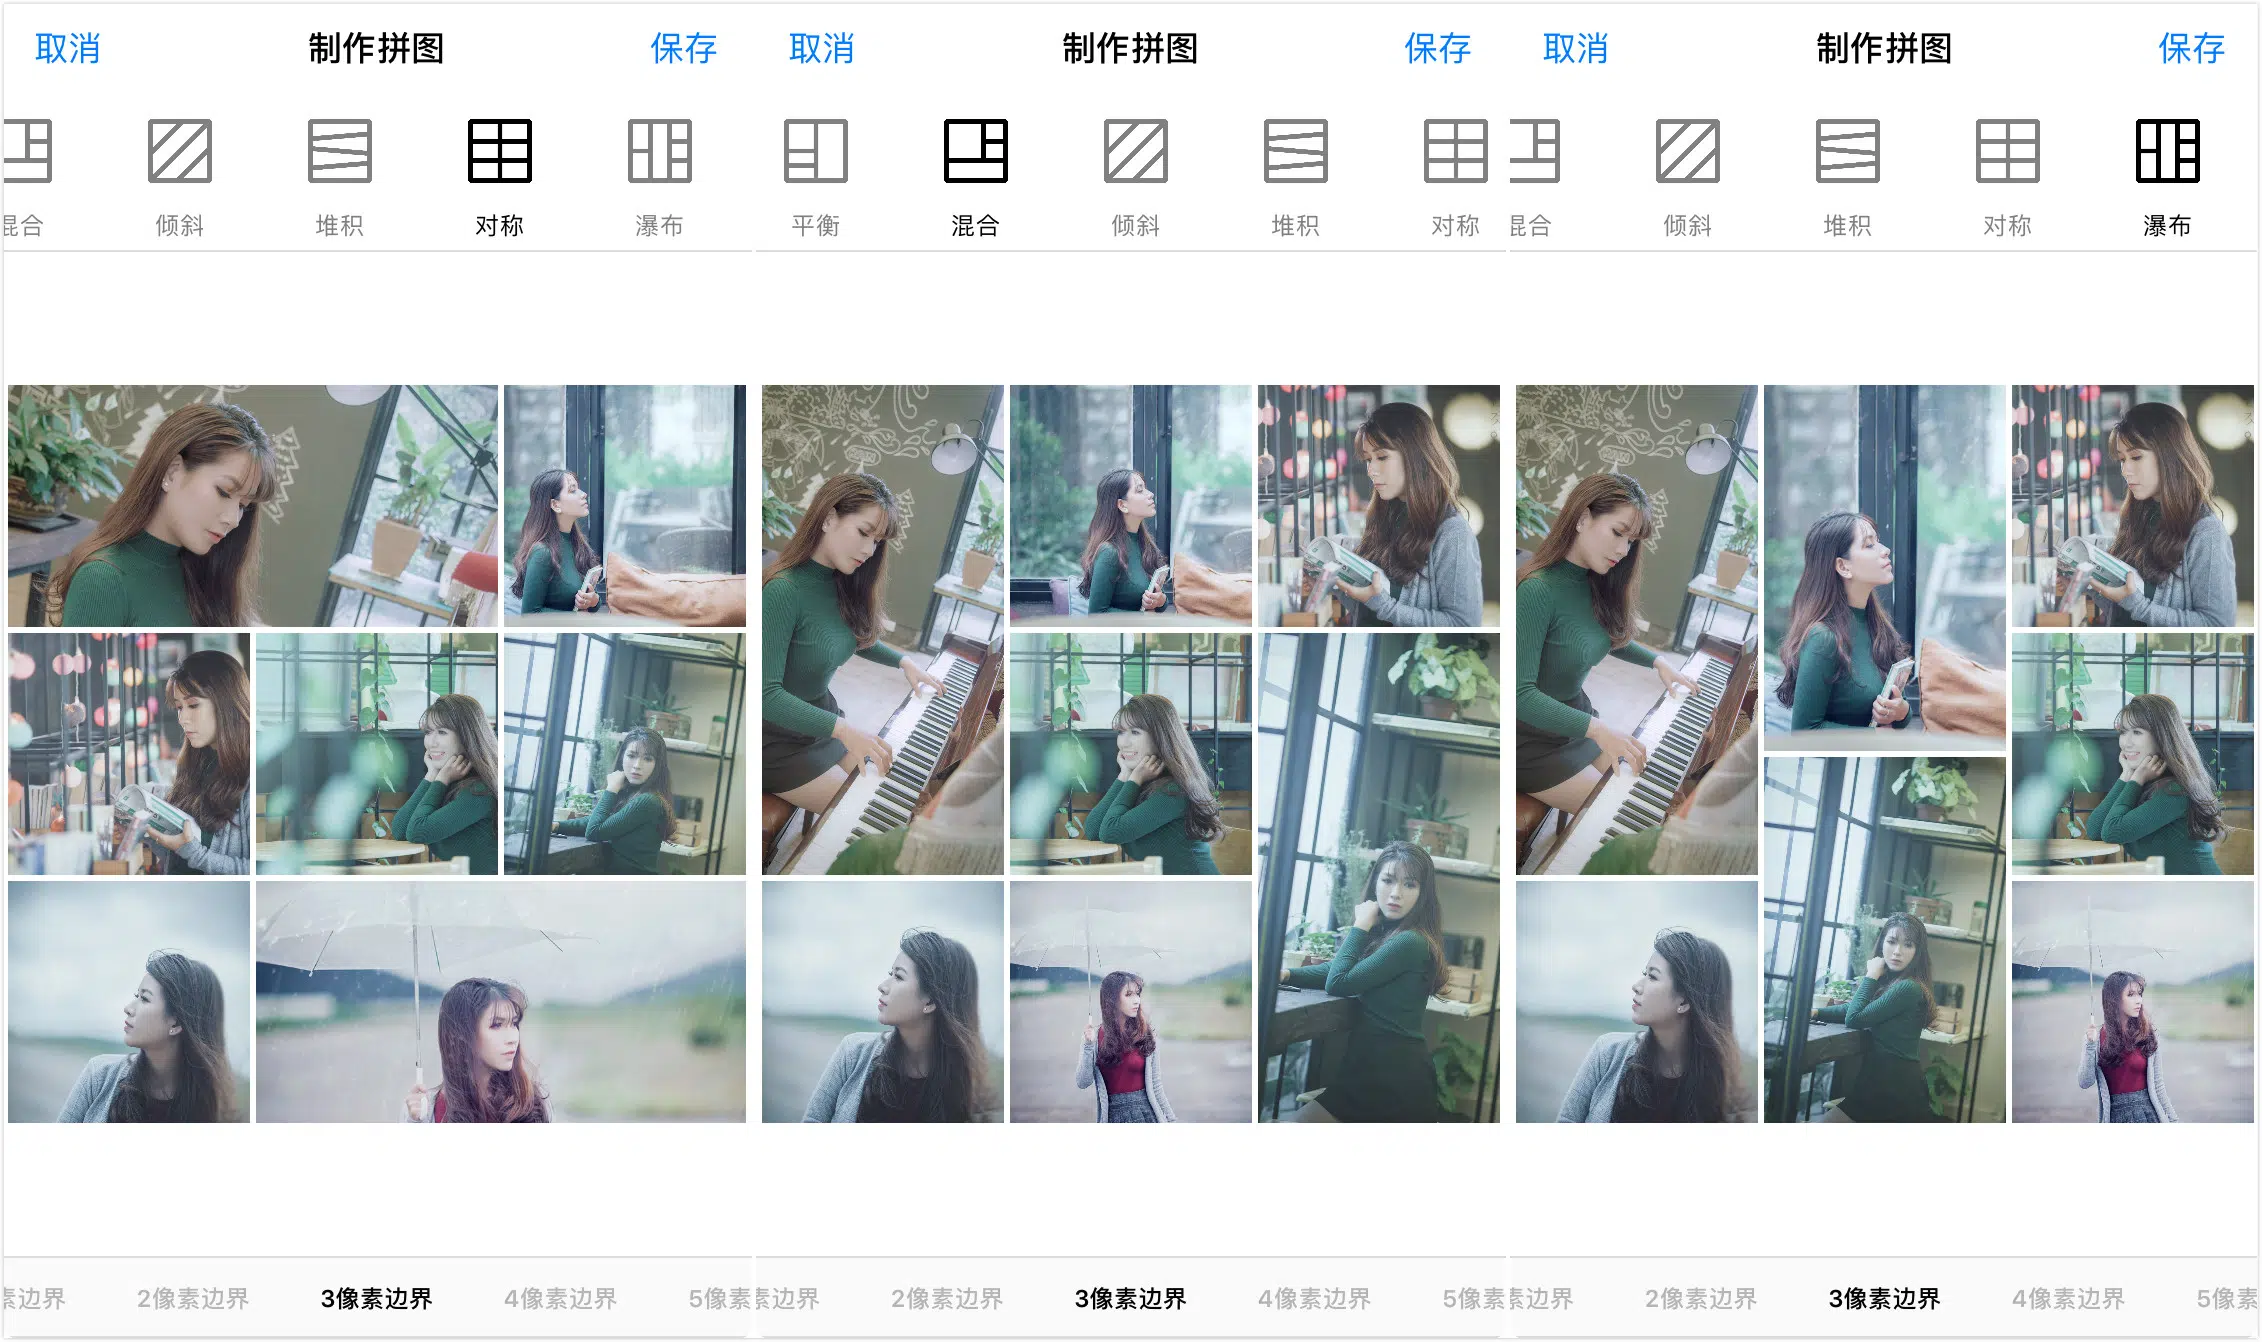 取消 制作拼图 保存
混合 倾斜 堆积 对称 瀑布
素边界 2像素边界 3像素边界 4像素边界 5像素
取消 制作拼图 保存
平衡 混合 倾斜 堆积 对称
素边界 2像素边界 3像素边界 4像素边界 5像素
取消 制作拼图 保存
混合 倾斜 堆积 对称 瀑布
素边界 2像素边界 3像素边界 4像素边界 5像素